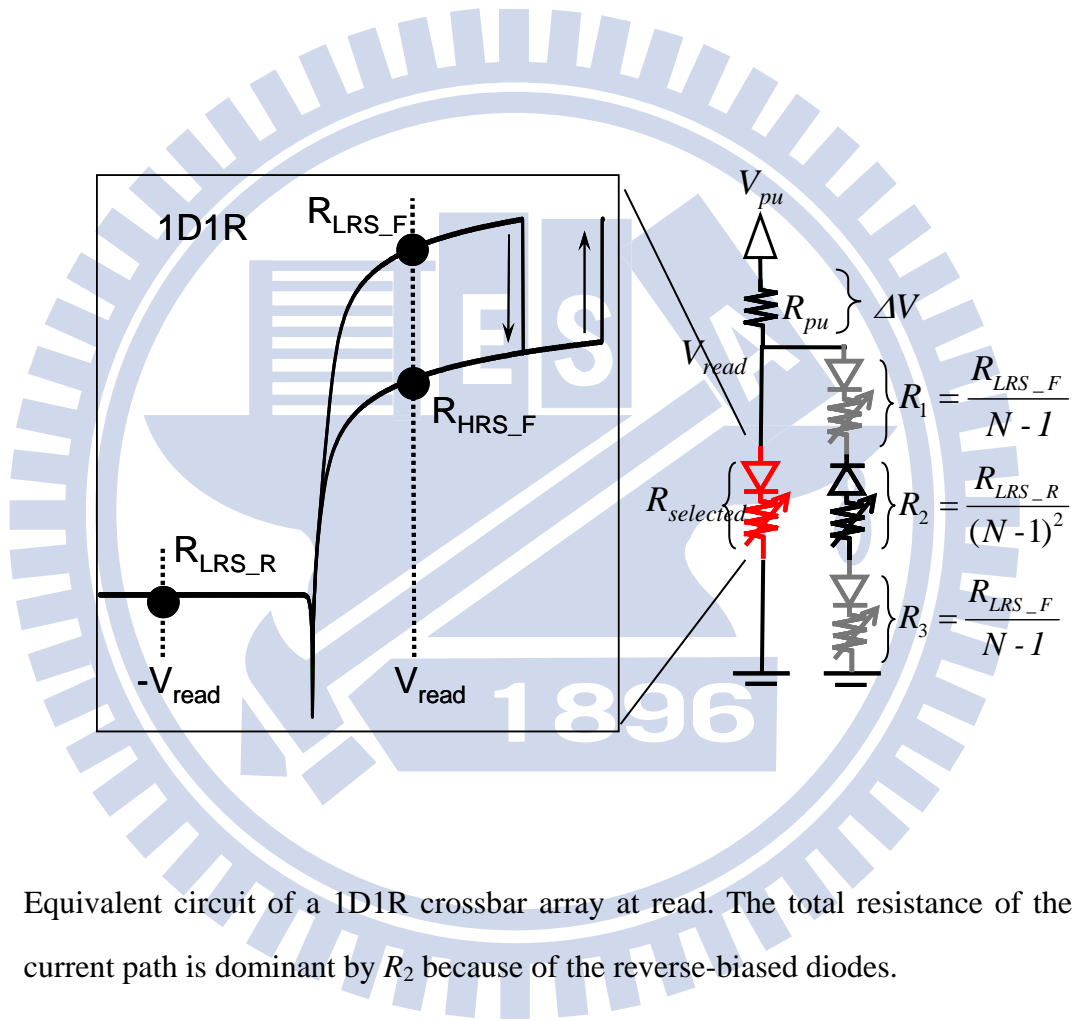 1D1R
R_LRS_F
R_HRS_F
R_LRS_R
-V_read
V_read
V_pu
R_pu
ΔV
V_read
R_selected
R_1 = R_LRS_F / N - 1
R_2 = R_LRS_R / (N - 1)^2
R_3 = R_LRS_F / N - 1
ESA
1896
Equivalent circuit of a 1D1R crossbar array at read. The total resistance of the
current path is dominant by R_2 because of the reverse-biased diodes.